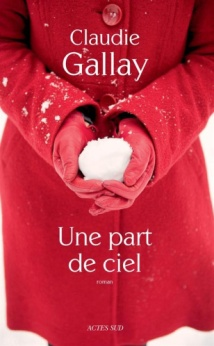 Claudie
Gallay
Une part
de ciel
roman
ACTES SUD